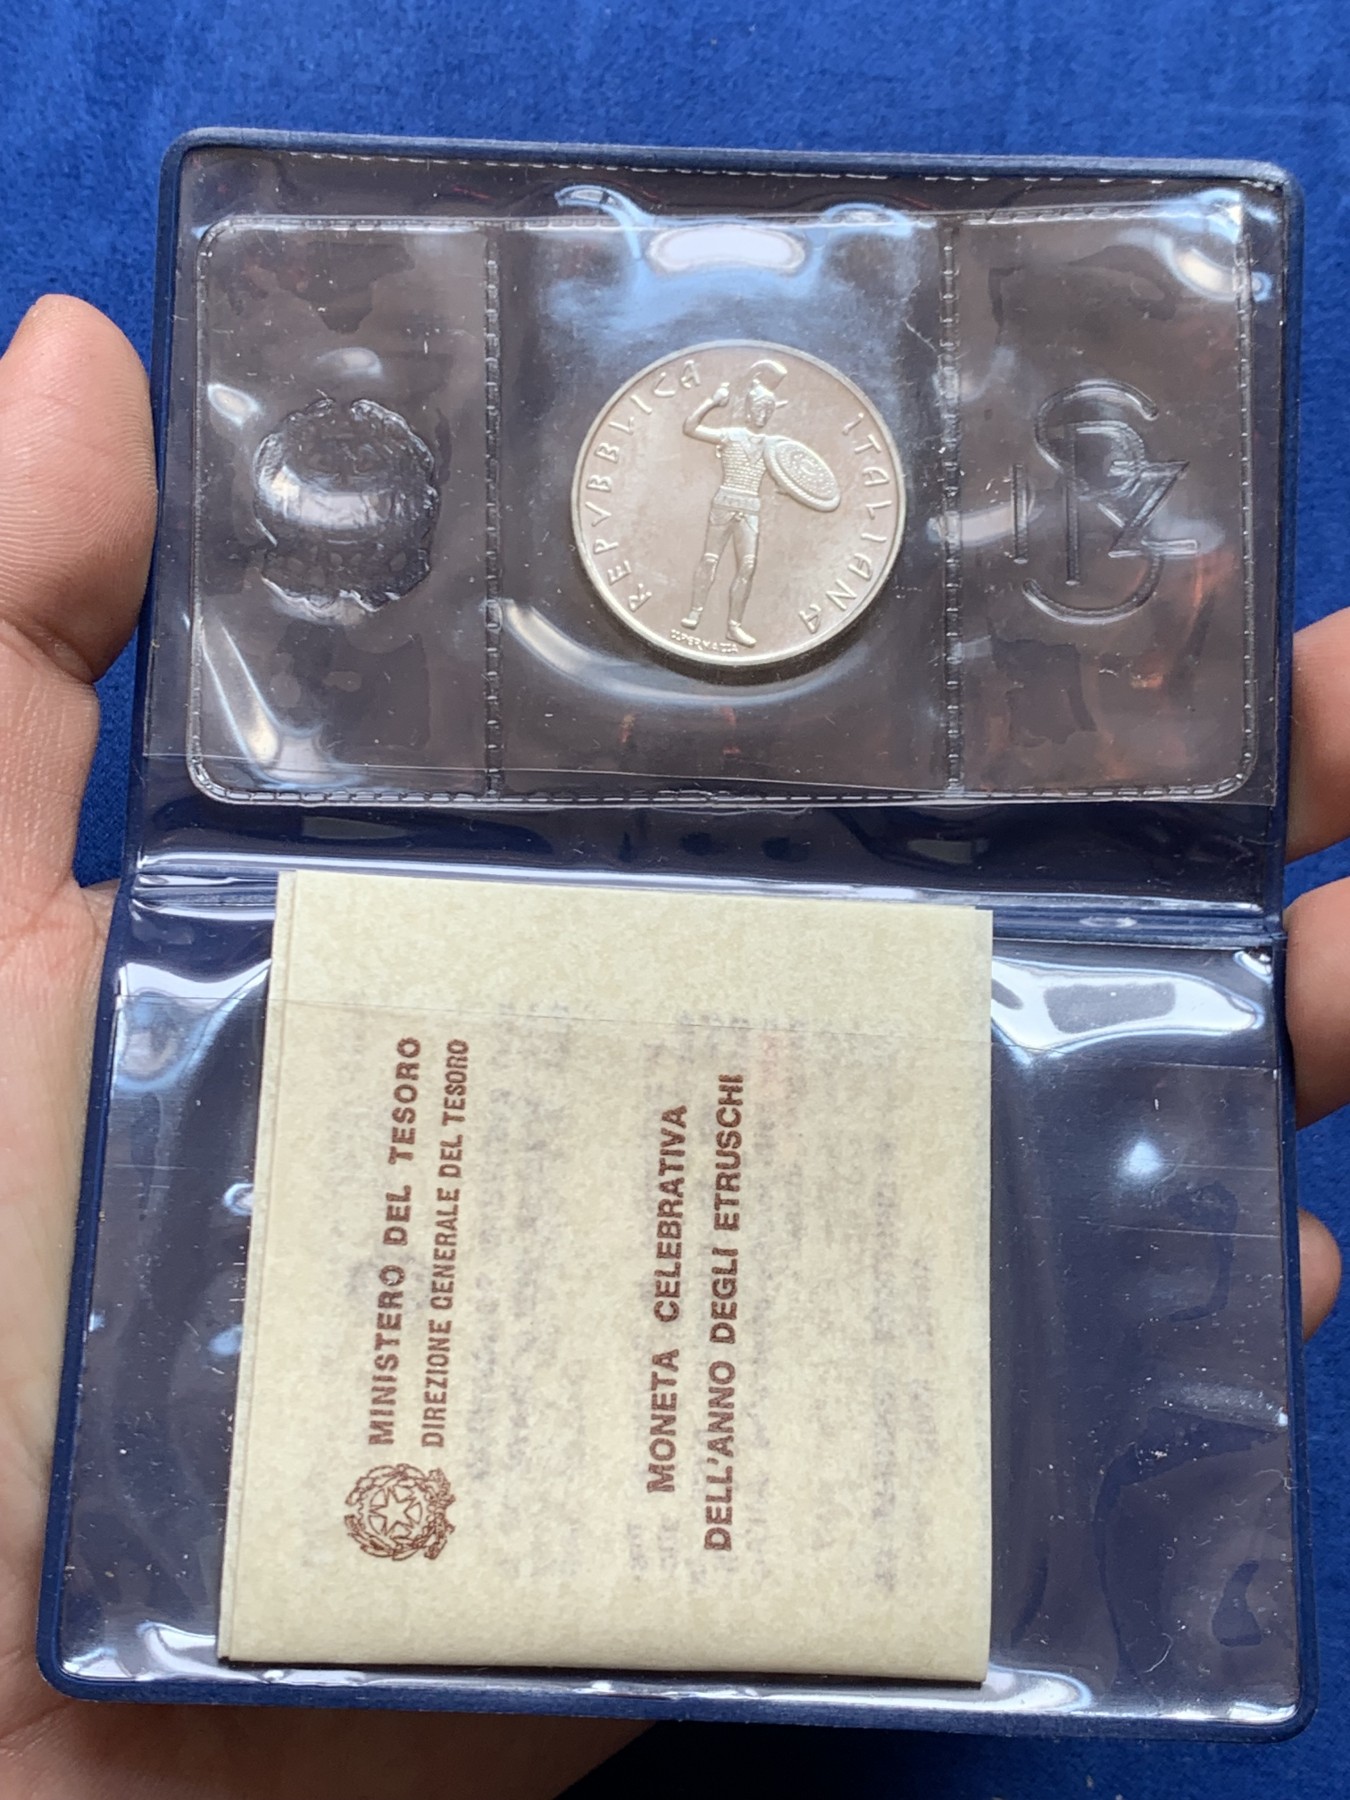 REPVBBLICA ITALIANA
MINISTERO DEL TESORO
DIREZIONE GENERALE DEL TESORO
MONETA CELEBRATIVA
DELL'ANNO DEGLI ETRUSCHI